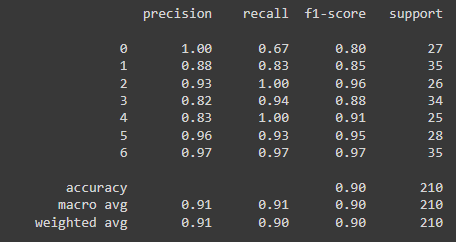 precision recall f1-score support
0 1.00 0.67 0.80 27
1 0.88 0.83 0.85 35
2 0.93 1.00 0.96 26
3 0.82 0.94 0.88 34
4 0.83 1.00 0.91 25
5 0.96 0.93 0.95 28
6 0.97 0.97 0.97 35
accuracy 0.90 210
macro avg 0.91 0.91 0.90 210
weighted avg 0.91 0.90 0.90 210